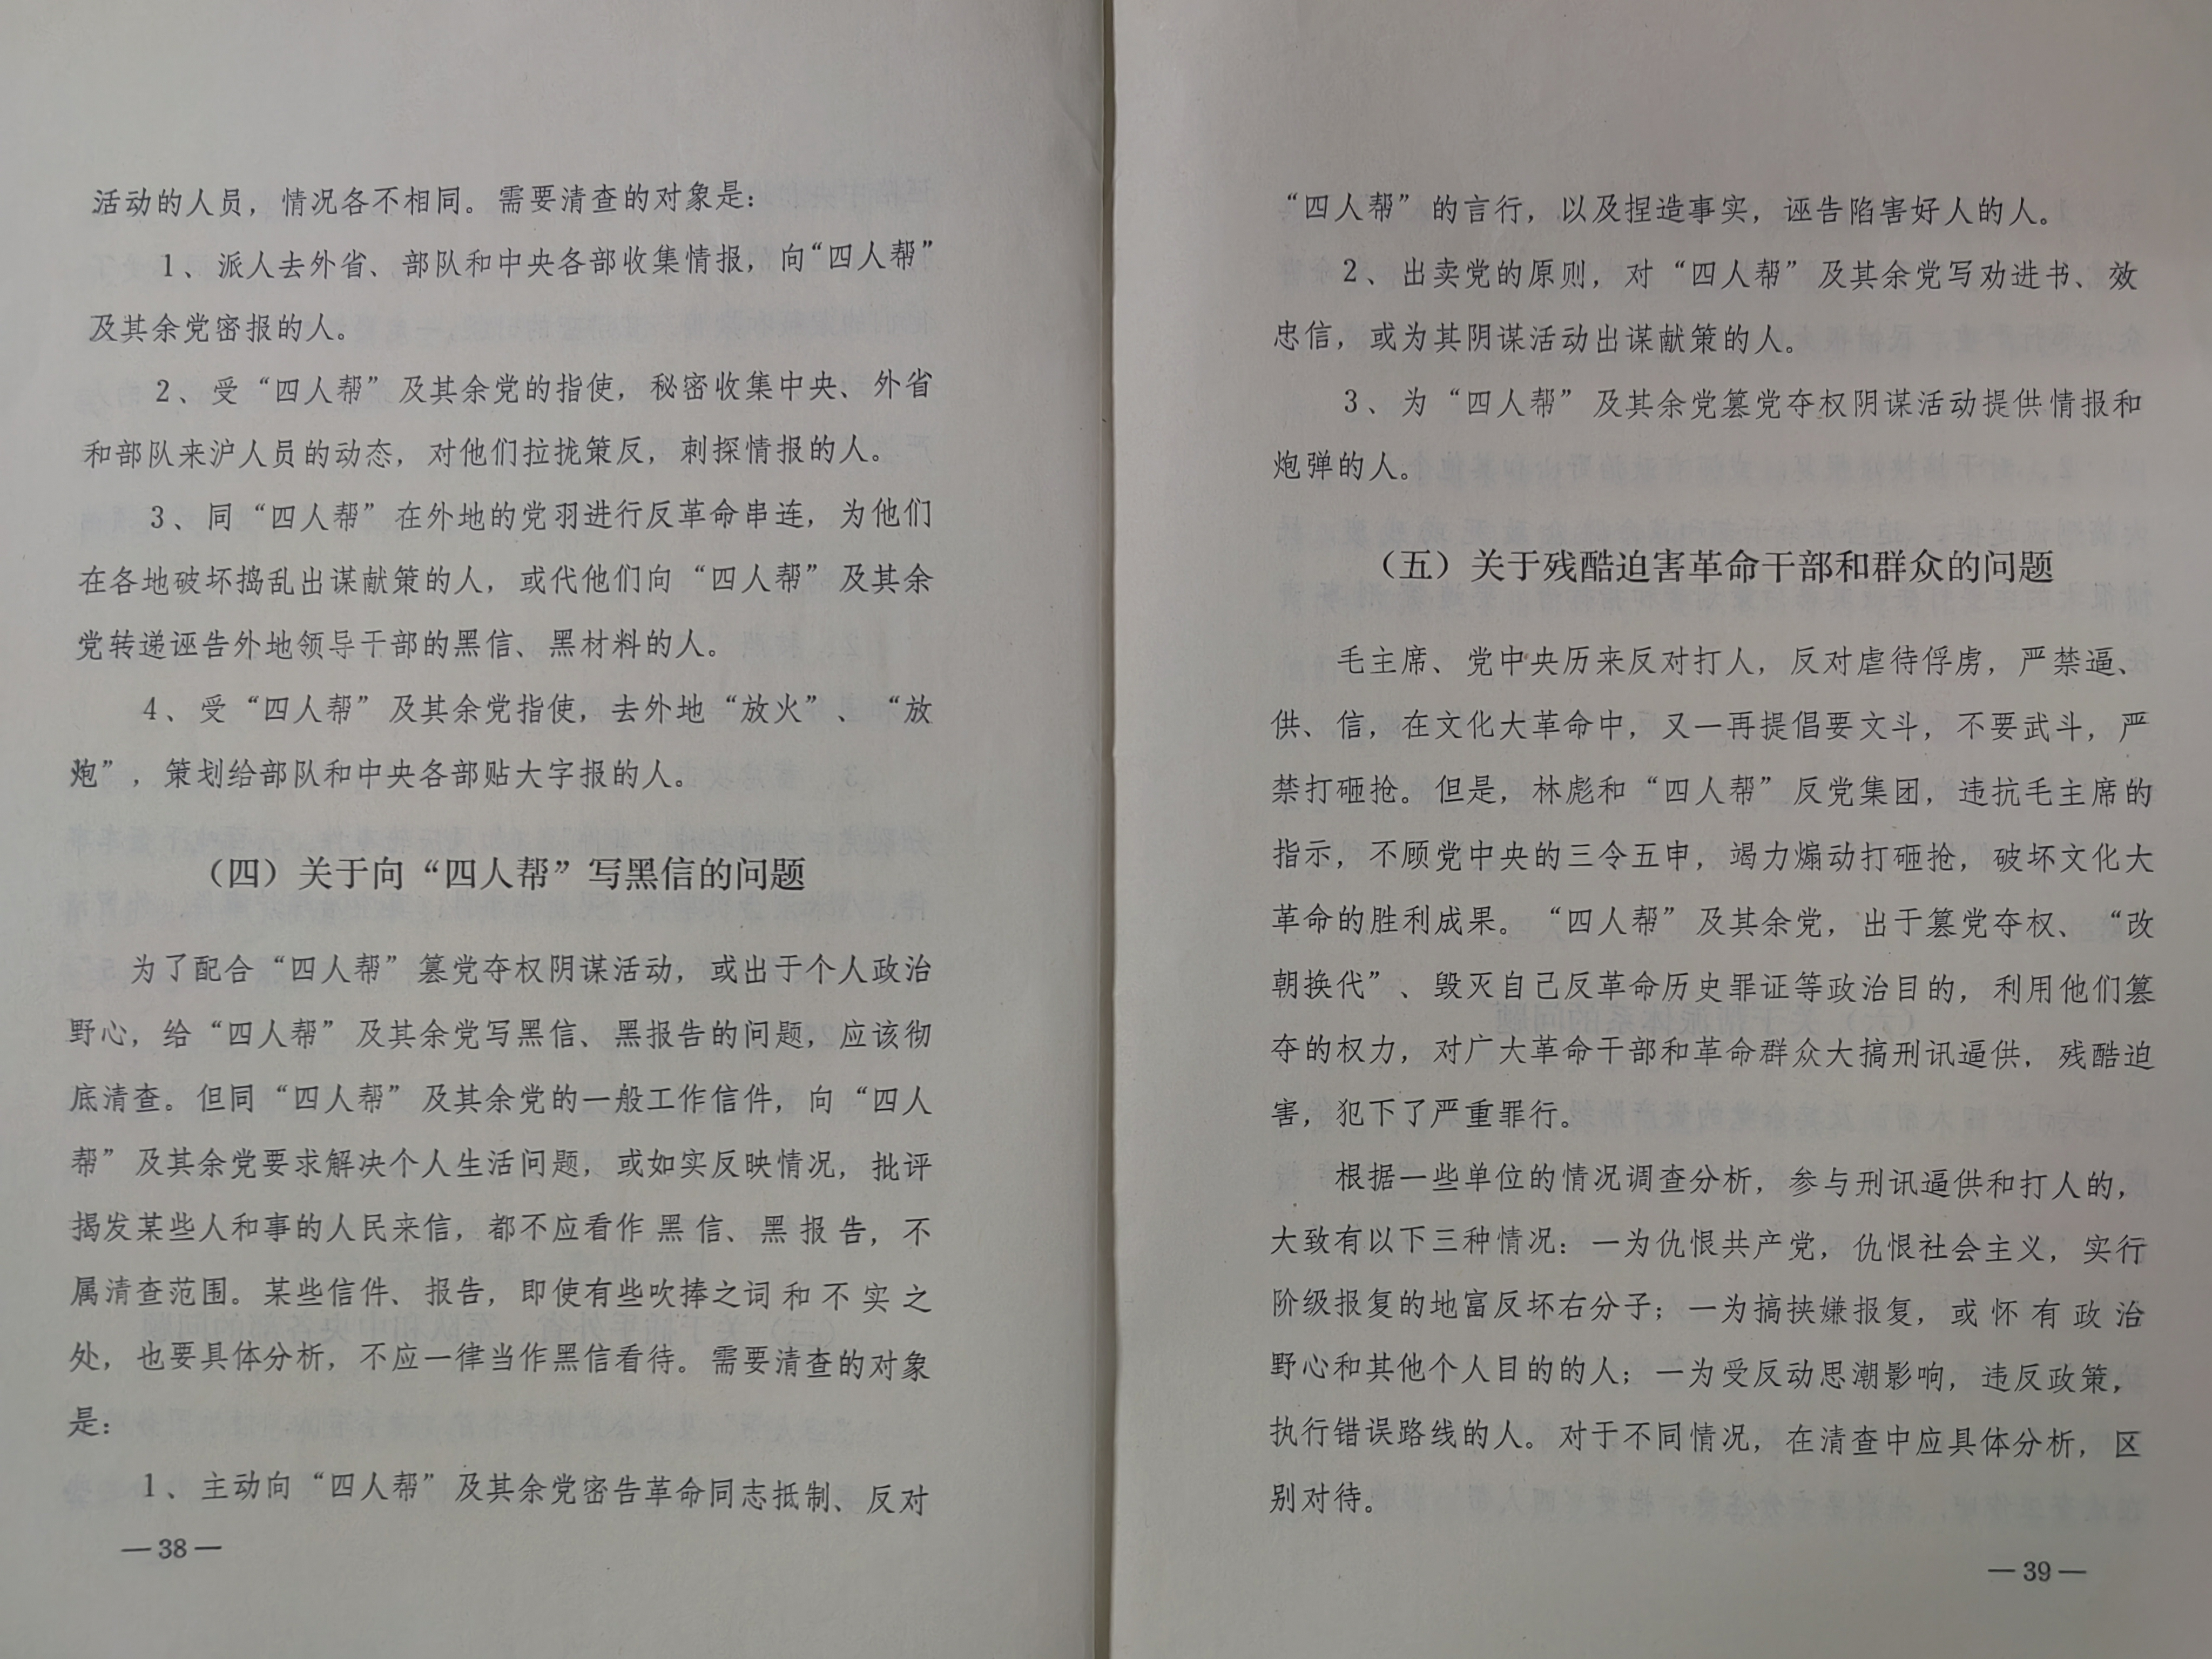 活动的人员，情况各不相同。需要清查的对象是：
1、派人去外省、部队和中央各部收集情报，向“四人帮”
及其余党密报的人。
2、受“四人帮”及其余党的指使，秘密收集中央、外省
和部队来沪人员的动态，对他们拉拢策反，刺探情报的人。
3、同“四人帮”在外地的党羽进行反革命串连，为他们
在各地破坏捣乱出谋献策的人，或代他们向“四人帮”及其余
党转递诬告外地领导干部的黑信、黑材料的人。
4、受“四人帮”及其余党指使，去外地“放火”、“放
炮”，策划给部队和中央各部贴大字报的人。
（四）关于向“四人帮”写黑信的问题
为了配合“四人帮”篡党夺权阴谋活动，或出于个人政治
野心，给“四人帮”及其余党写黑信、黑报告的问题，应该彻
底清查。但同“四人帮”及其余党的一般工作信件，向“四人
帮”及其余党要求解决个人生活问题，或如实反映情况，批评
揭发某些人和事的人民来信，都不应看作黑信、黑报告，不
属清查范围。某些信件、报告，即使有些吹捧之词和不实之
处，也要具体分析，不应一律当作黑信看待。需要清查的对象
是：
1、主动向“四人帮”及其余党密告革命同志抵制、反对
—38—
“四人帮”的言行，以及捏造事实，诬告陷害好人的人。
2、出卖党的原则，对“四人帮”及其余党写劝进书、效
忠信，或为其阴谋活动出谋献策的人。
3、为“四人帮”及其余党篡党夺权阴谋活动提供情报和
炮弹的人。
（五）关于残酷迫害革命干部和群众的问题
毛主席、党中央历来反对打人，反对虐待俘虏，严禁逼、
供、信，在文化大革命中，又一再提倡要文斗，不要武斗，严
禁打砸抢。但是，林彪和“四人帮”反党集团，违抗毛主席的
指示，不顾党中央的三令五申，竭力煽动打砸抢，破坏文化大
革命的胜利成果。“四人帮”及其余党，出于篡党夺权、“改
朝换代”、毁灭自己反革命历史罪证等政治目的，利用他们篡
夺的权力，对广大革命干部和革命群众大搞刑讯逼供，残酷迫
害，犯下了严重罪行。
根据一些单位的情况调查分析，参与刑讯逼供和打人的，
大致有以下三种情况：一为仇恨共产党，仇恨社会主义，实行
阶级报复的地富反坏右分子；一为搞挟嫌报复，或怀有政治
野心和其他个人目的的人；一为受反动思潮影响，违反政策，
执行错误路线的人。对于不同情况，在清查中应具体分析，区
别对待。
—39—